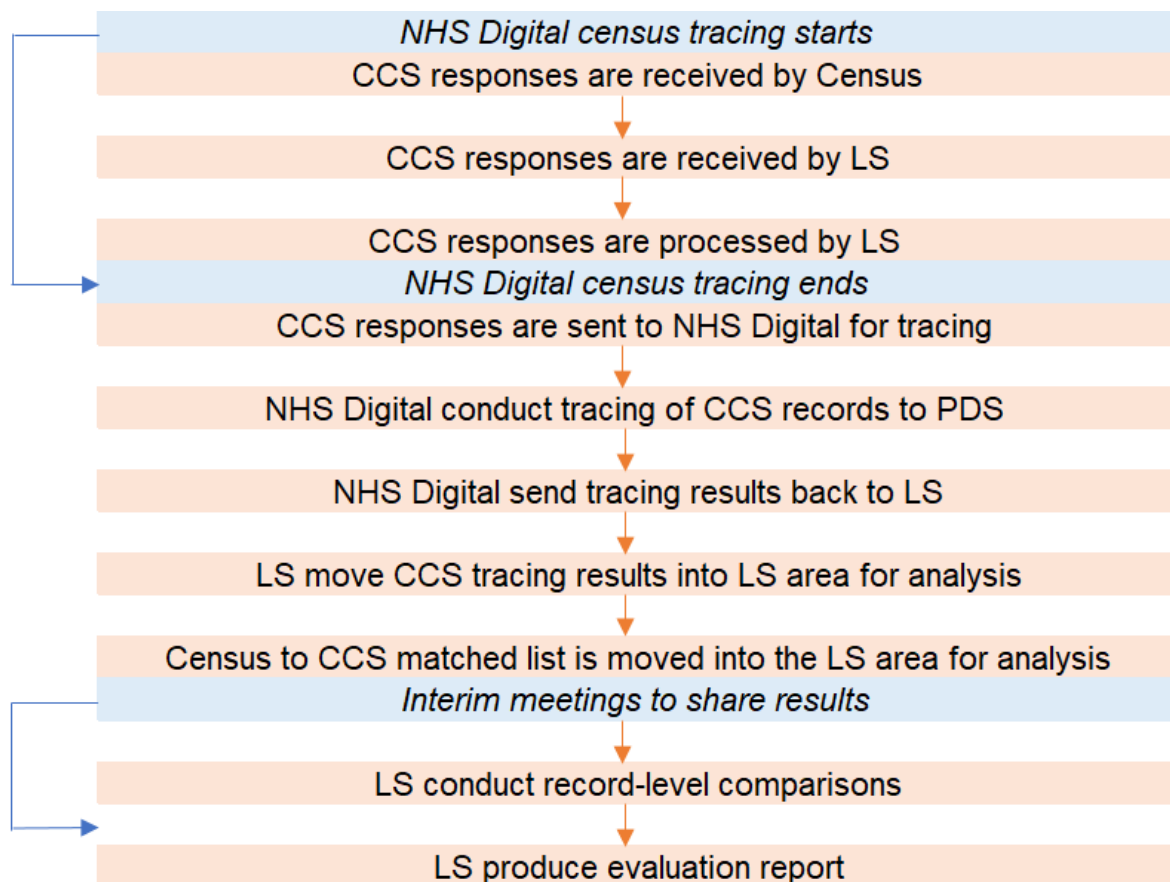 NHS Digital census tracing starts
CCS responses are received by Census
CCS responses are received by LS
CCS responses are processed by LS
NHS Digital census tracing ends
CCS responses are sent to NHS Digital for tracing
NHS Digital conduct tracing of CCS records to PDS
NHS Digital send tracing results back to LS
LS move CCS tracing results into LS area for analysis
Census to CCS matched list is moved into the LS area for analysis
Interim meetings to share results
LS conduct record-level comparisons
LS produce evaluation report